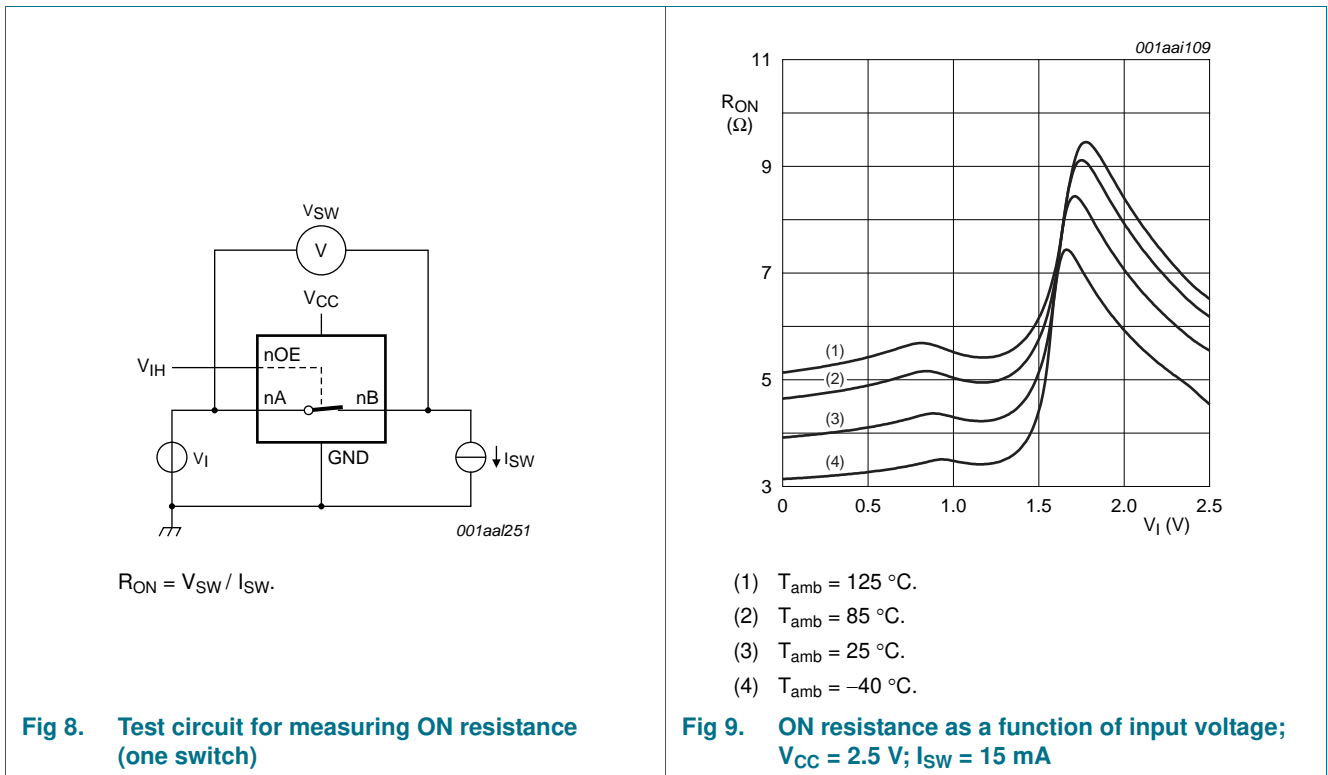 VSW
V
VCC
nOE
VIH
nA
nB
VI
GND
ISW
001aal251
RON = VSW / ISW.
Fig 8. Test circuit for measuring ON resistance
(one switch)
001aai109
11
RON
(Ω)
9
7
5
3
(1)
(2)
(3)
(4)
0
0.5
1.0
1.5
2.0
2.5
VI (V)
(1) Tamb = 125 °C.
(2) Tamb = 85 °C.
(3) Tamb = 25 °C.
(4) Tamb = −40 °C.
Fig 9. ON resistance as a function of input voltage;
VCC = 2.5 V; ISW = 15 mA